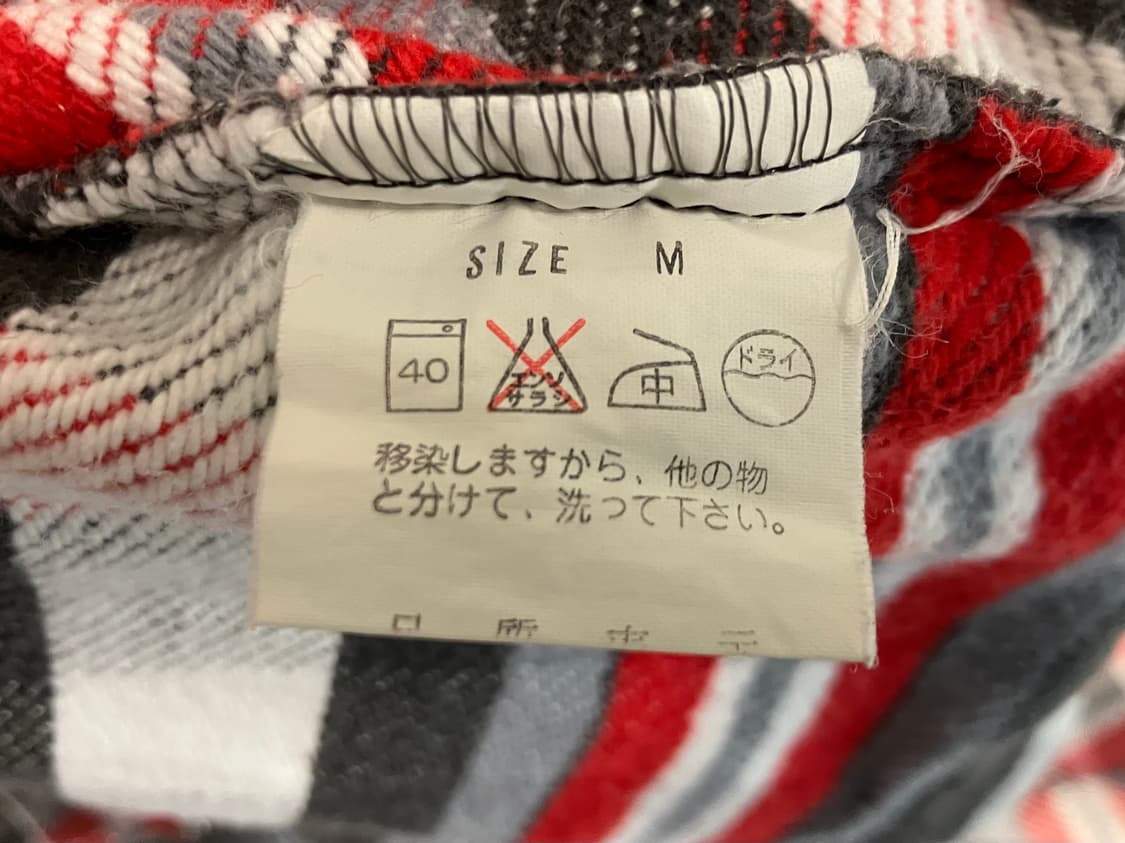 SIZE M
40
エンソ
サラシ
中
ドライ
移染しますから、他の物
と分けて、洗って下さい。